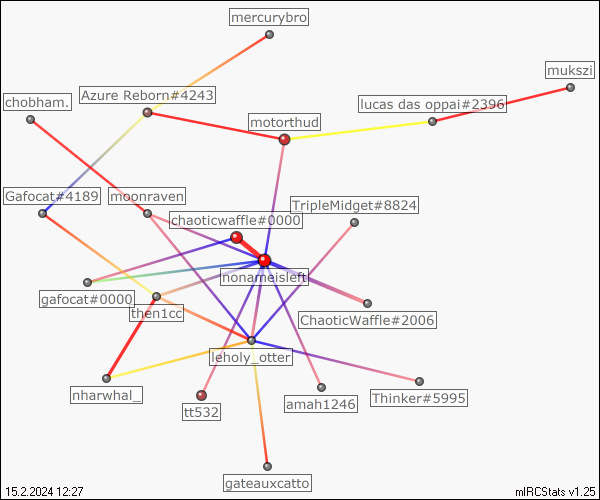 mercurybro
mukszi
Azure Reborn#4243
chobham.
lucas das oppai#2396
motorthud
Gafocat#4189
moonraven
TripleMidget#8824
chaoticwaffle#0000
nonameisleft
gafocat#0000
then1cc
ChaoticWaffle#2006
leholy_otter
nharwhal_
tt532
amah1246
Thinker#5995
gateauxcatto
15.2.2024 12:27
mIRCStats v1.25